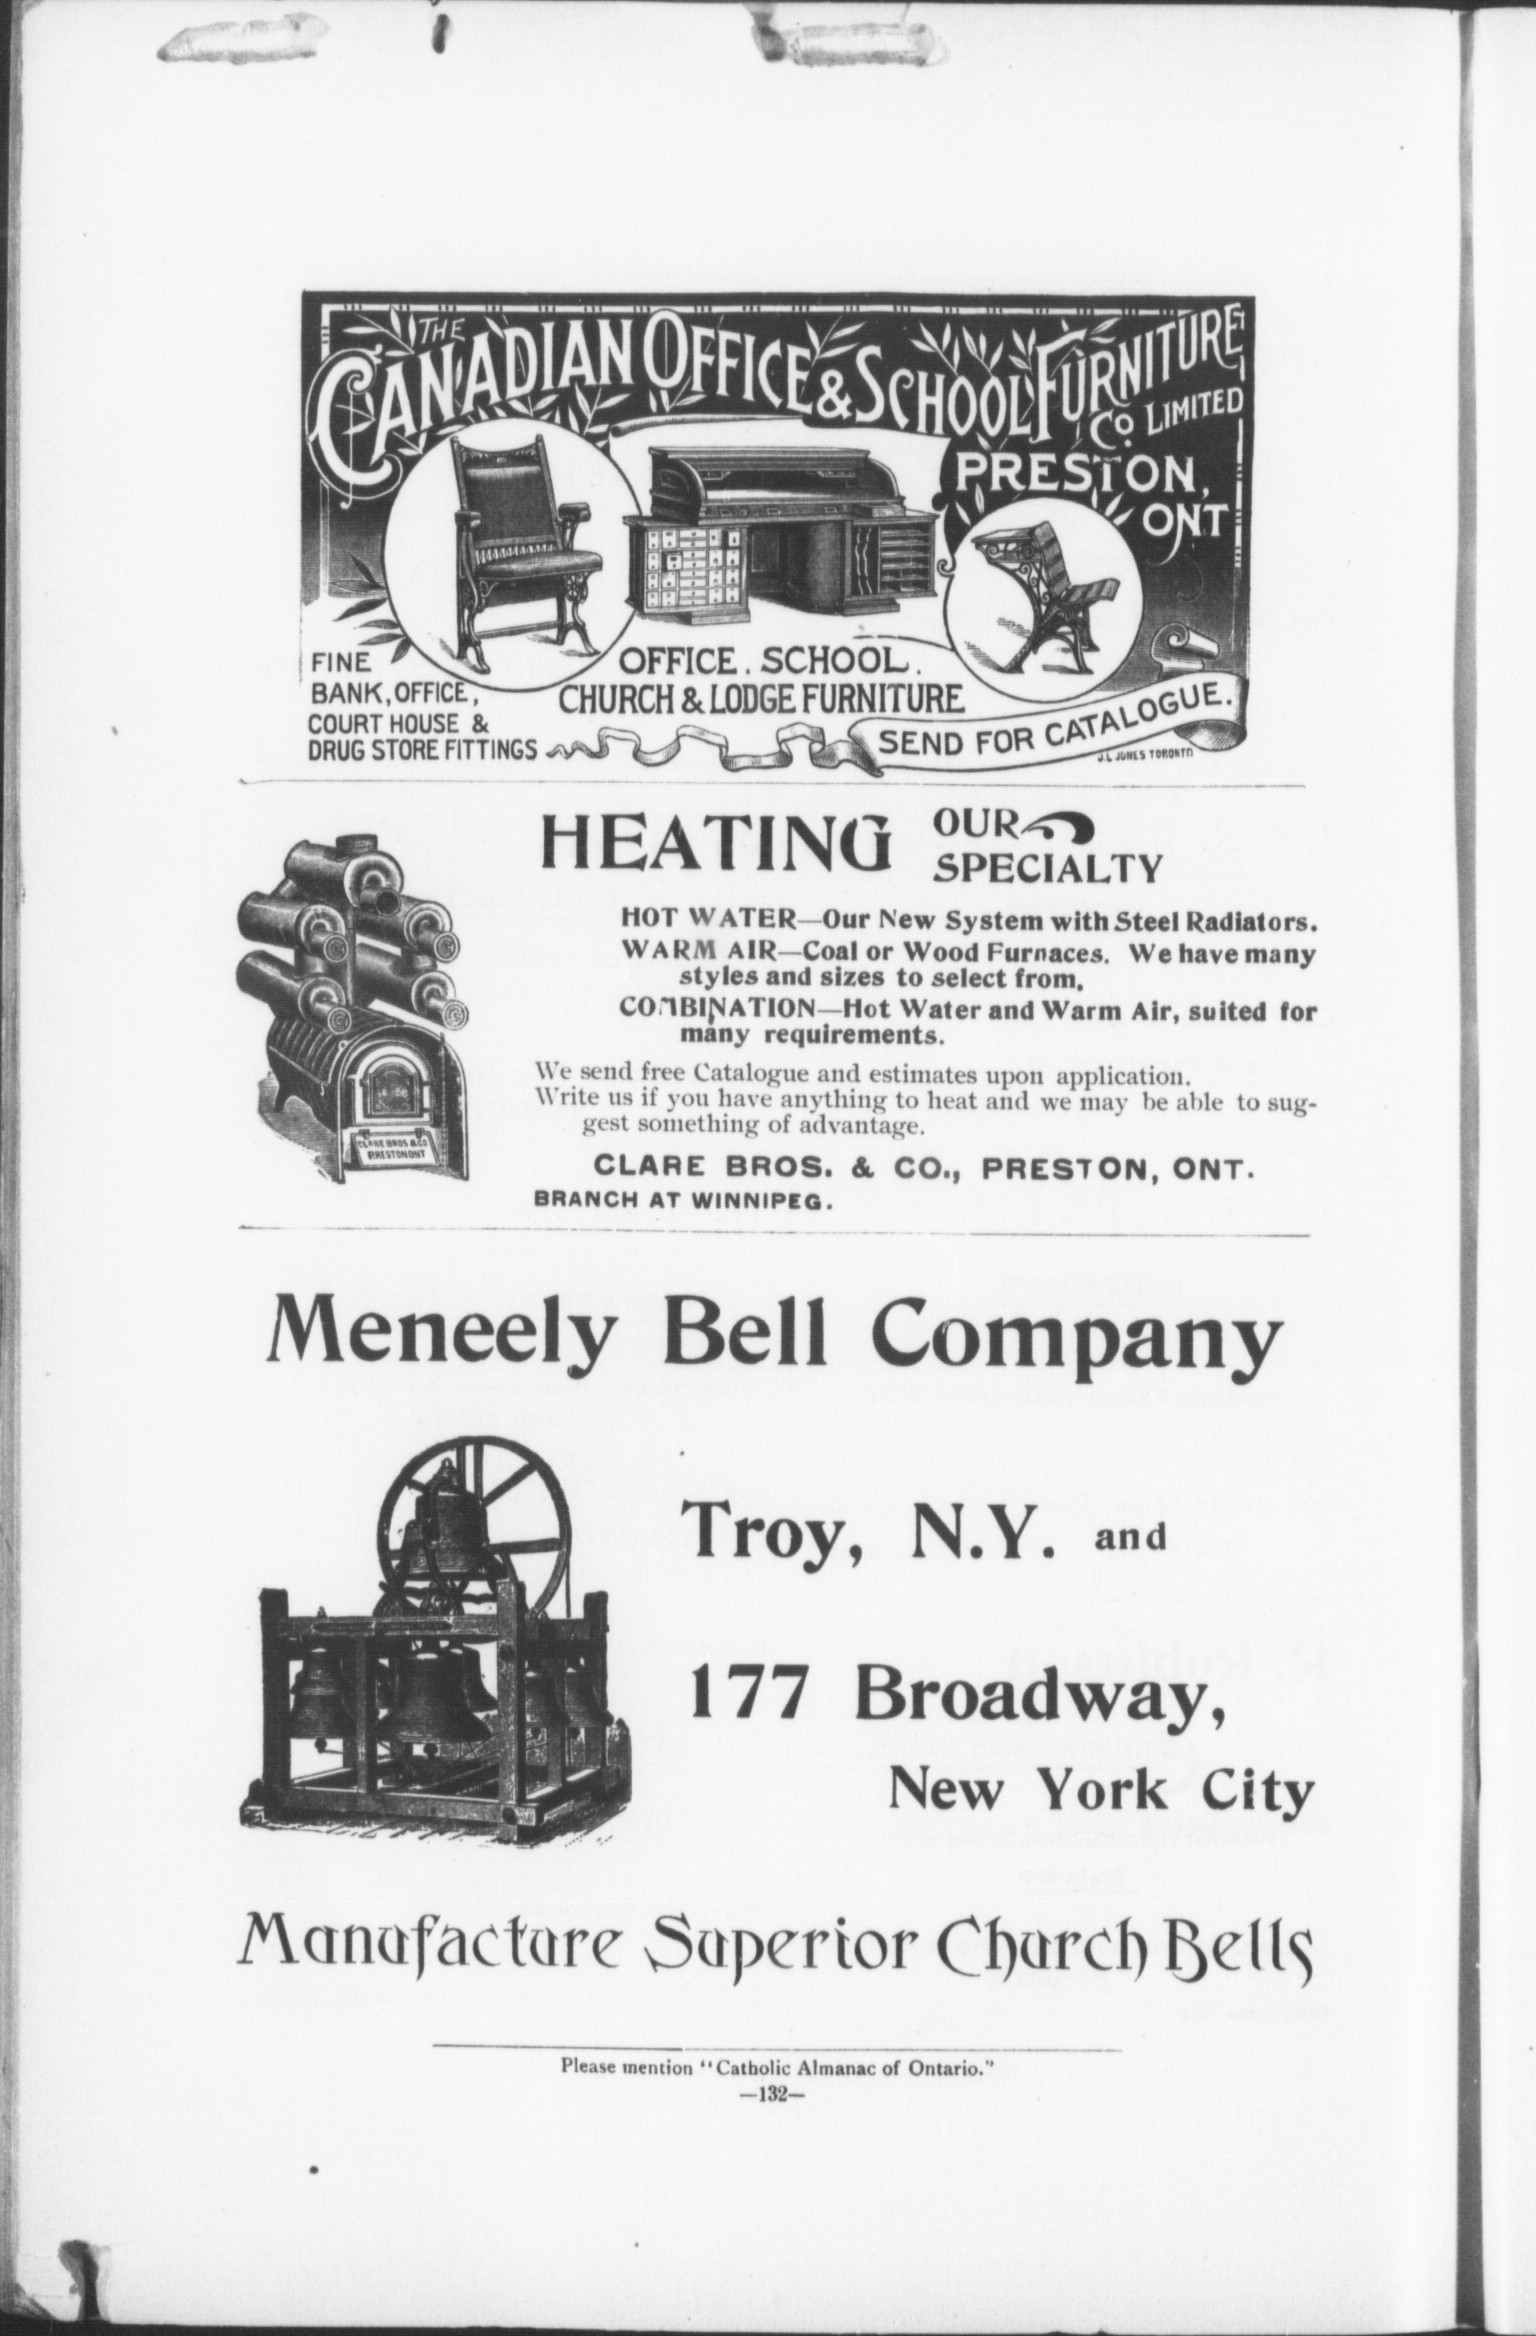 THE
CANADIAN OFFICE & SCHOOL FURNITURE
CO. LIMITED
PRESTON,
ONT
FINE
BANK, OFFICE,
COURT HOUSE &
DRUG STORE FITTINGS
OFFICE. SCHOOL.
CHURCH & LODGE FURNITURE
SEND FOR CATALOGUE.
J.L JONES TORONTO
HEATING OUR
SPECIALTY
HOT WATER—Our New System with Steel Radiators.
WARM AIR—Coal or Wood Furnaces. We have many
styles and sizes to select from.
COMBINATION—Hot Water and Warm Air, suited for
many requirements.
We send free Catalogue and estimates upon application.
Write us if you have anything to heat and we may be able to sug-
gest something of advantage.
CLARE BROS & CO
PRESTON ONT
CLARE BROS. & CO., PRESTON, ONT.
BRANCH AT WINNIPEG.
Meneely Bell Company
Troy, N.Y. and
177 Broadway,
New York City
Manufacture Superior Church Bells
Please mention "Catholic Almanac of Ontario."
—132—